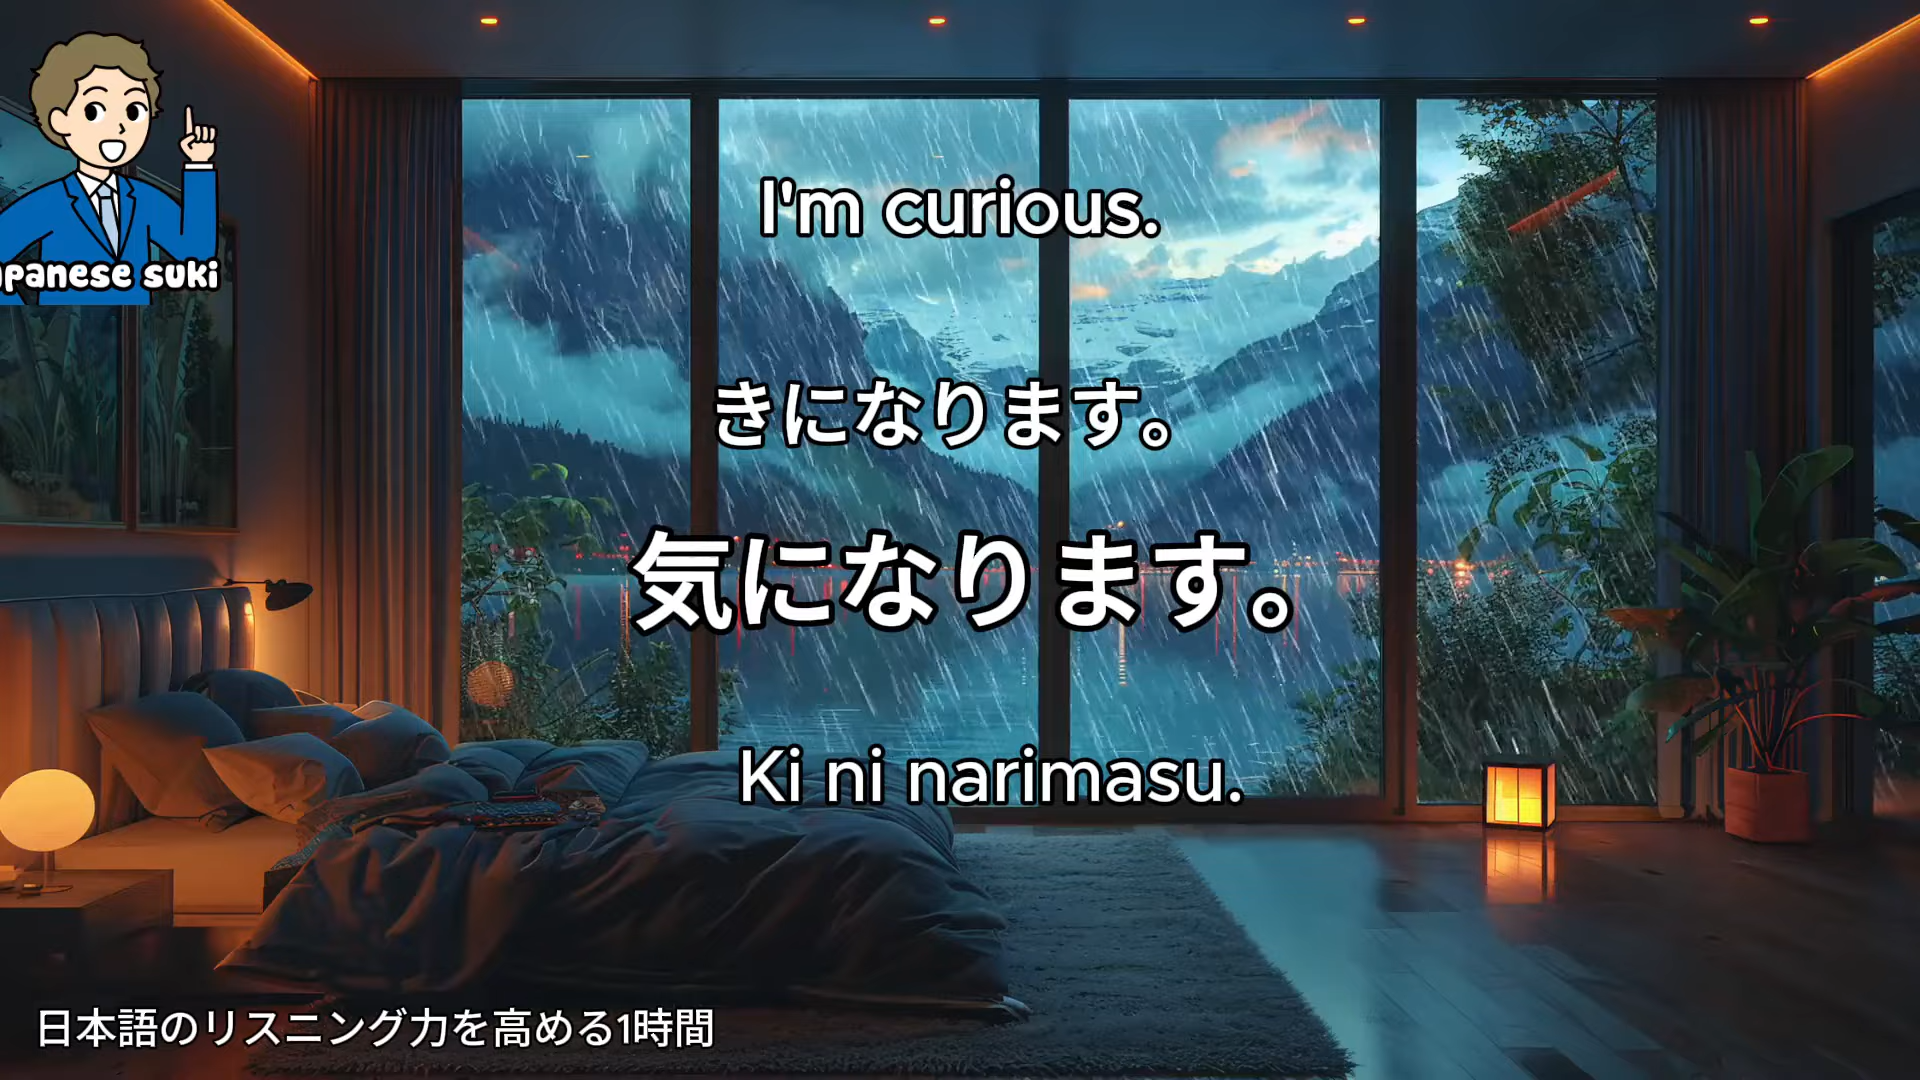 I'm curious.
apanese suki
きになります。
気になります。
Ki ni narimasu.
日本語のリスニング力を高める1時間